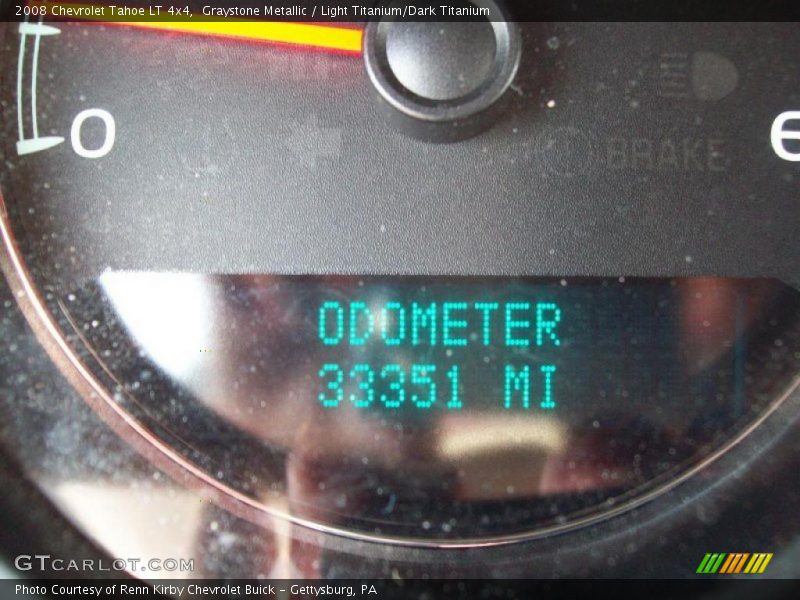 2008 Chevrolet Tahoe LT 4x4,  Graystone Metallic / Light Titanium/Dark Titanium
0
BRAKE
ODOMETER
33351 MI
GTCARLOT.COM
Photo Courtesy of Renn Kirby Chevrolet Buick - Gettysburg, PA